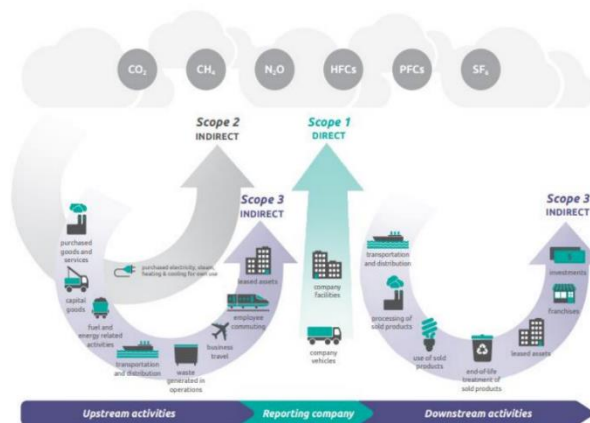 CO₂
CH₄
N₂O
HFCs
PFCs
SF₆
Scope 2
INDIRECT
Scope 1
DIRECT
Scope 3
INDIRECT
Scope 3
INDIRECT
purchased
goods and
services
capital
goods
fuel and
energy related
activities
transportation
and distribution
waste
generated in
operations
business
travel
employee
commuting
leased assets
purchased electricity, steam,
heating & cooling for own use
company
facilities
company
vehicles
transportation
and distribution
processing of
sold products
use of sold
products
end-of-life
treatment of
sold products
leased assets
franchises
investments
Upstream activities
Reporting company
Downstream activities